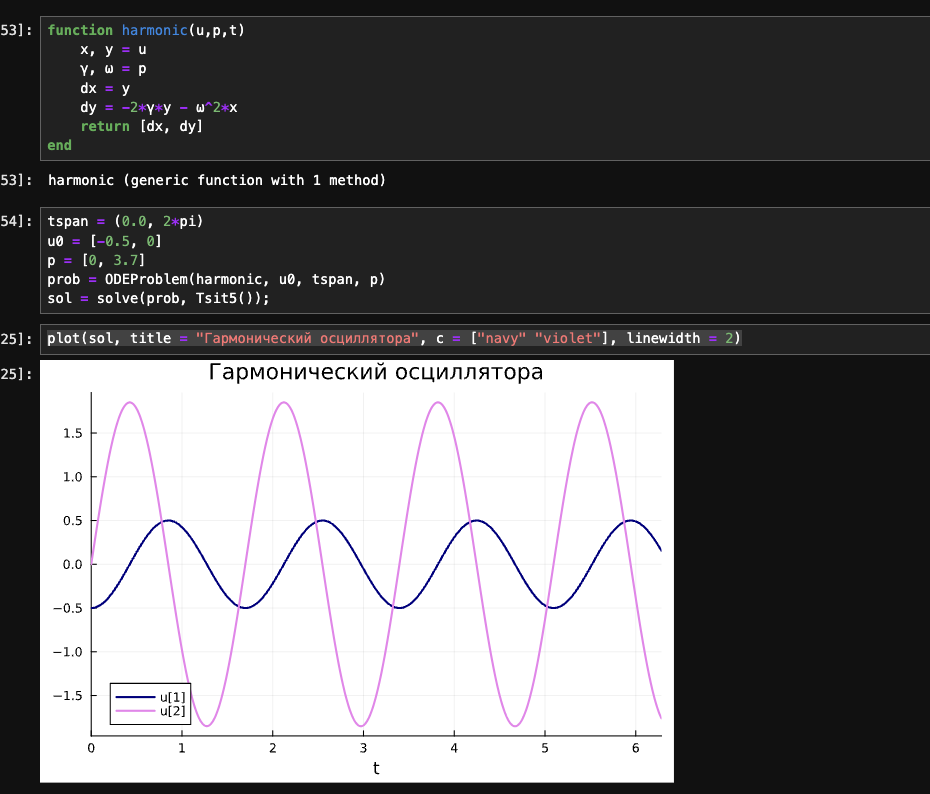 53]:
function harmonic(u,p,t)
    x, y = u
    γ, ω = p
    dx = y
    dy = -2*γ*y - ω^2*x
    return [dx, dy]
end
53]: harmonic (generic function with 1 method)
54]:
tspan = (0.0, 2*pi)
u0 = [-0.5, 0]
p = [0, 3.7]
prob = ODEProblem(harmonic, u0, tspan, p)
sol = solve(prob, Tsit5());
25]: plot(sol, title = "Гармонический осциллятора", c = ["navy" "violet"], linewidth = 2)
25]:
Гармонический осциллятора
1.5
1.0
0.5
0.0
−0.5
−1.0
−1.5
u[1]
u[2]
0 1 2 3 4 5 6
t